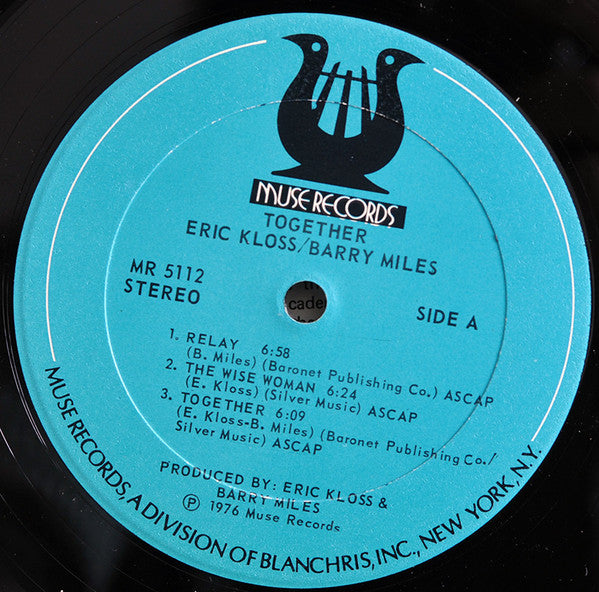 MUSE RECORDS
TOGETHER
ERIC KLOSS/BARRY MILES
MR 5112
STEREO
SIDE A
1. RELAY 6:58
(B. Miles) (Baronet Publishing Co.) ASCAP
2. THE WISE WOMAN 6:24
(E. Kloss) (Silver Music) ASCAP
3. TOGETHER 6:09
(E. Kloss-B. Miles) (Baronet Publishing Co./
Silver Music) ASCAP
PRODUCED BY: ERIC KLOSS &
BARRY MILES
℗ 1976 Muse Records
MUSE RECORDS, A DIVISION OF BLANCHRIS, INC., NEW YORK, N.Y.